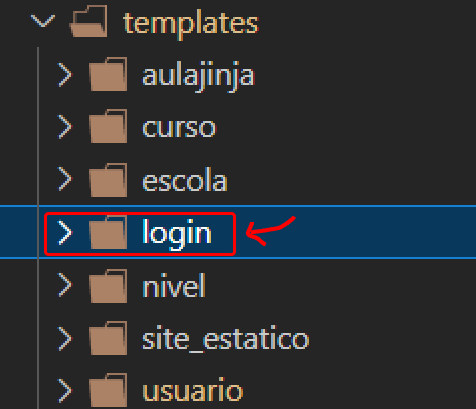 templates
aulajinja
curso
escola
login
nivel
site_estatico
usuario